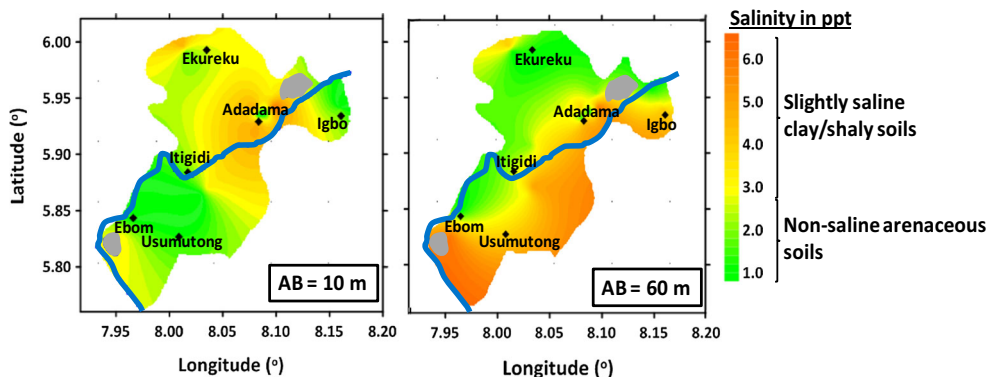 Salinity in ppt
6.00
5.95
5.90
5.85
5.80
Latitude (o)
Ekureku
Adadama
Igbo
Itigidi
Ebom
Usumutong
AB = 10 m
7.95
8.00
8.05
8.10
8.15
8.20
Longitude (o)
Ekureku
Adadama
Igbo
Itigidi
Ebom
Usumutong
AB = 60 m
7.95
8.00
8.05
8.10
8.15
8.20
Longitude (o)
6.0
5.0
4.0
3.0
2.0
1.0
Slightly saline
clay/shaly soils
Non-saline arenaceous
soils